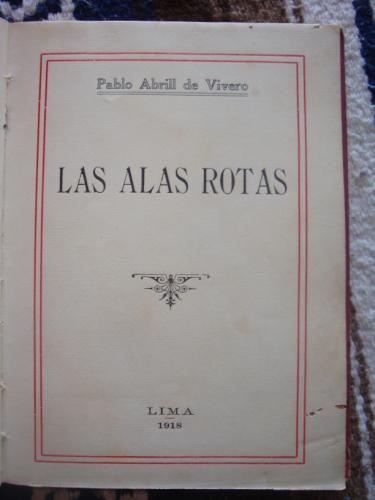 Pablo Abrill de Vivero
LAS ALAS ROTAS
LIMA
1918